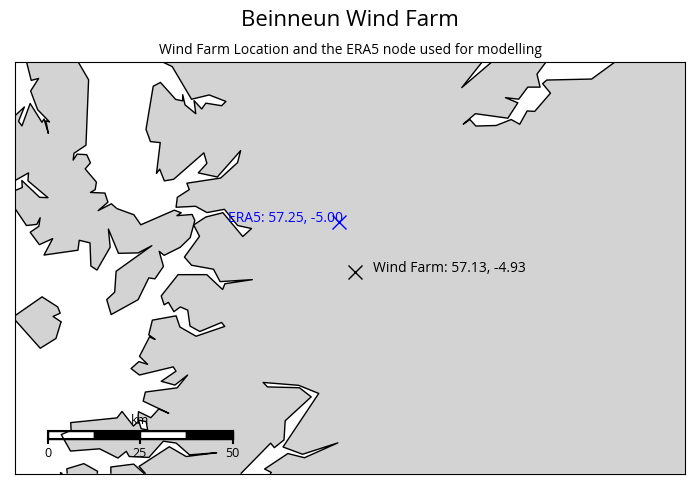 Beinneun Wind Farm
Wind Farm Location and the ERA5 node used for modelling
ERA5: 57.25, -5.00
Wind Farm: 57.13, -4.93
km
0 25 50